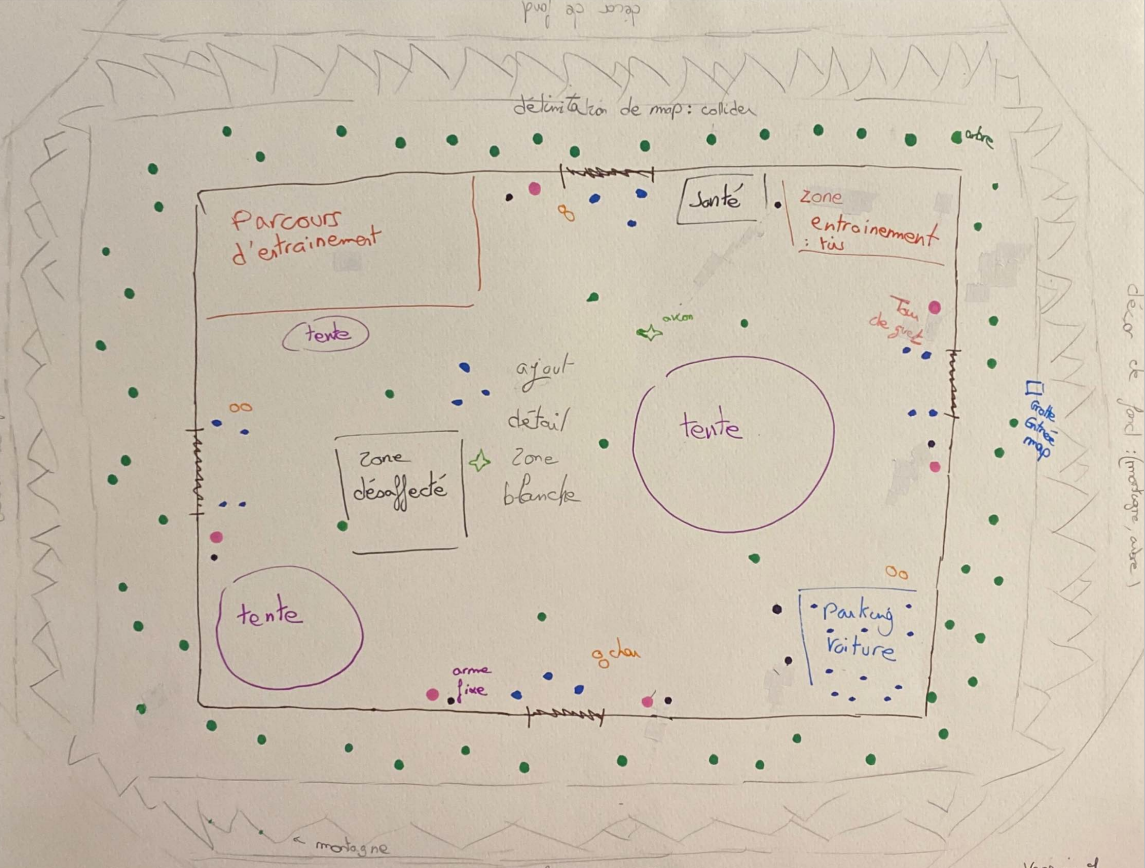 décor de fond
délimitation de map : collider
arbre
Parcours
d'entrainement
Santé
zone
entrainement
: tirs
Tour
de guet
tente
avion
ajout
détail
zone
blanche
tente
zone
désaffecté
Grotte
Entrée
map
décor de fond : (montagne, arbre)
tente
Parking
voiture
arme
fixe
char
← montagne